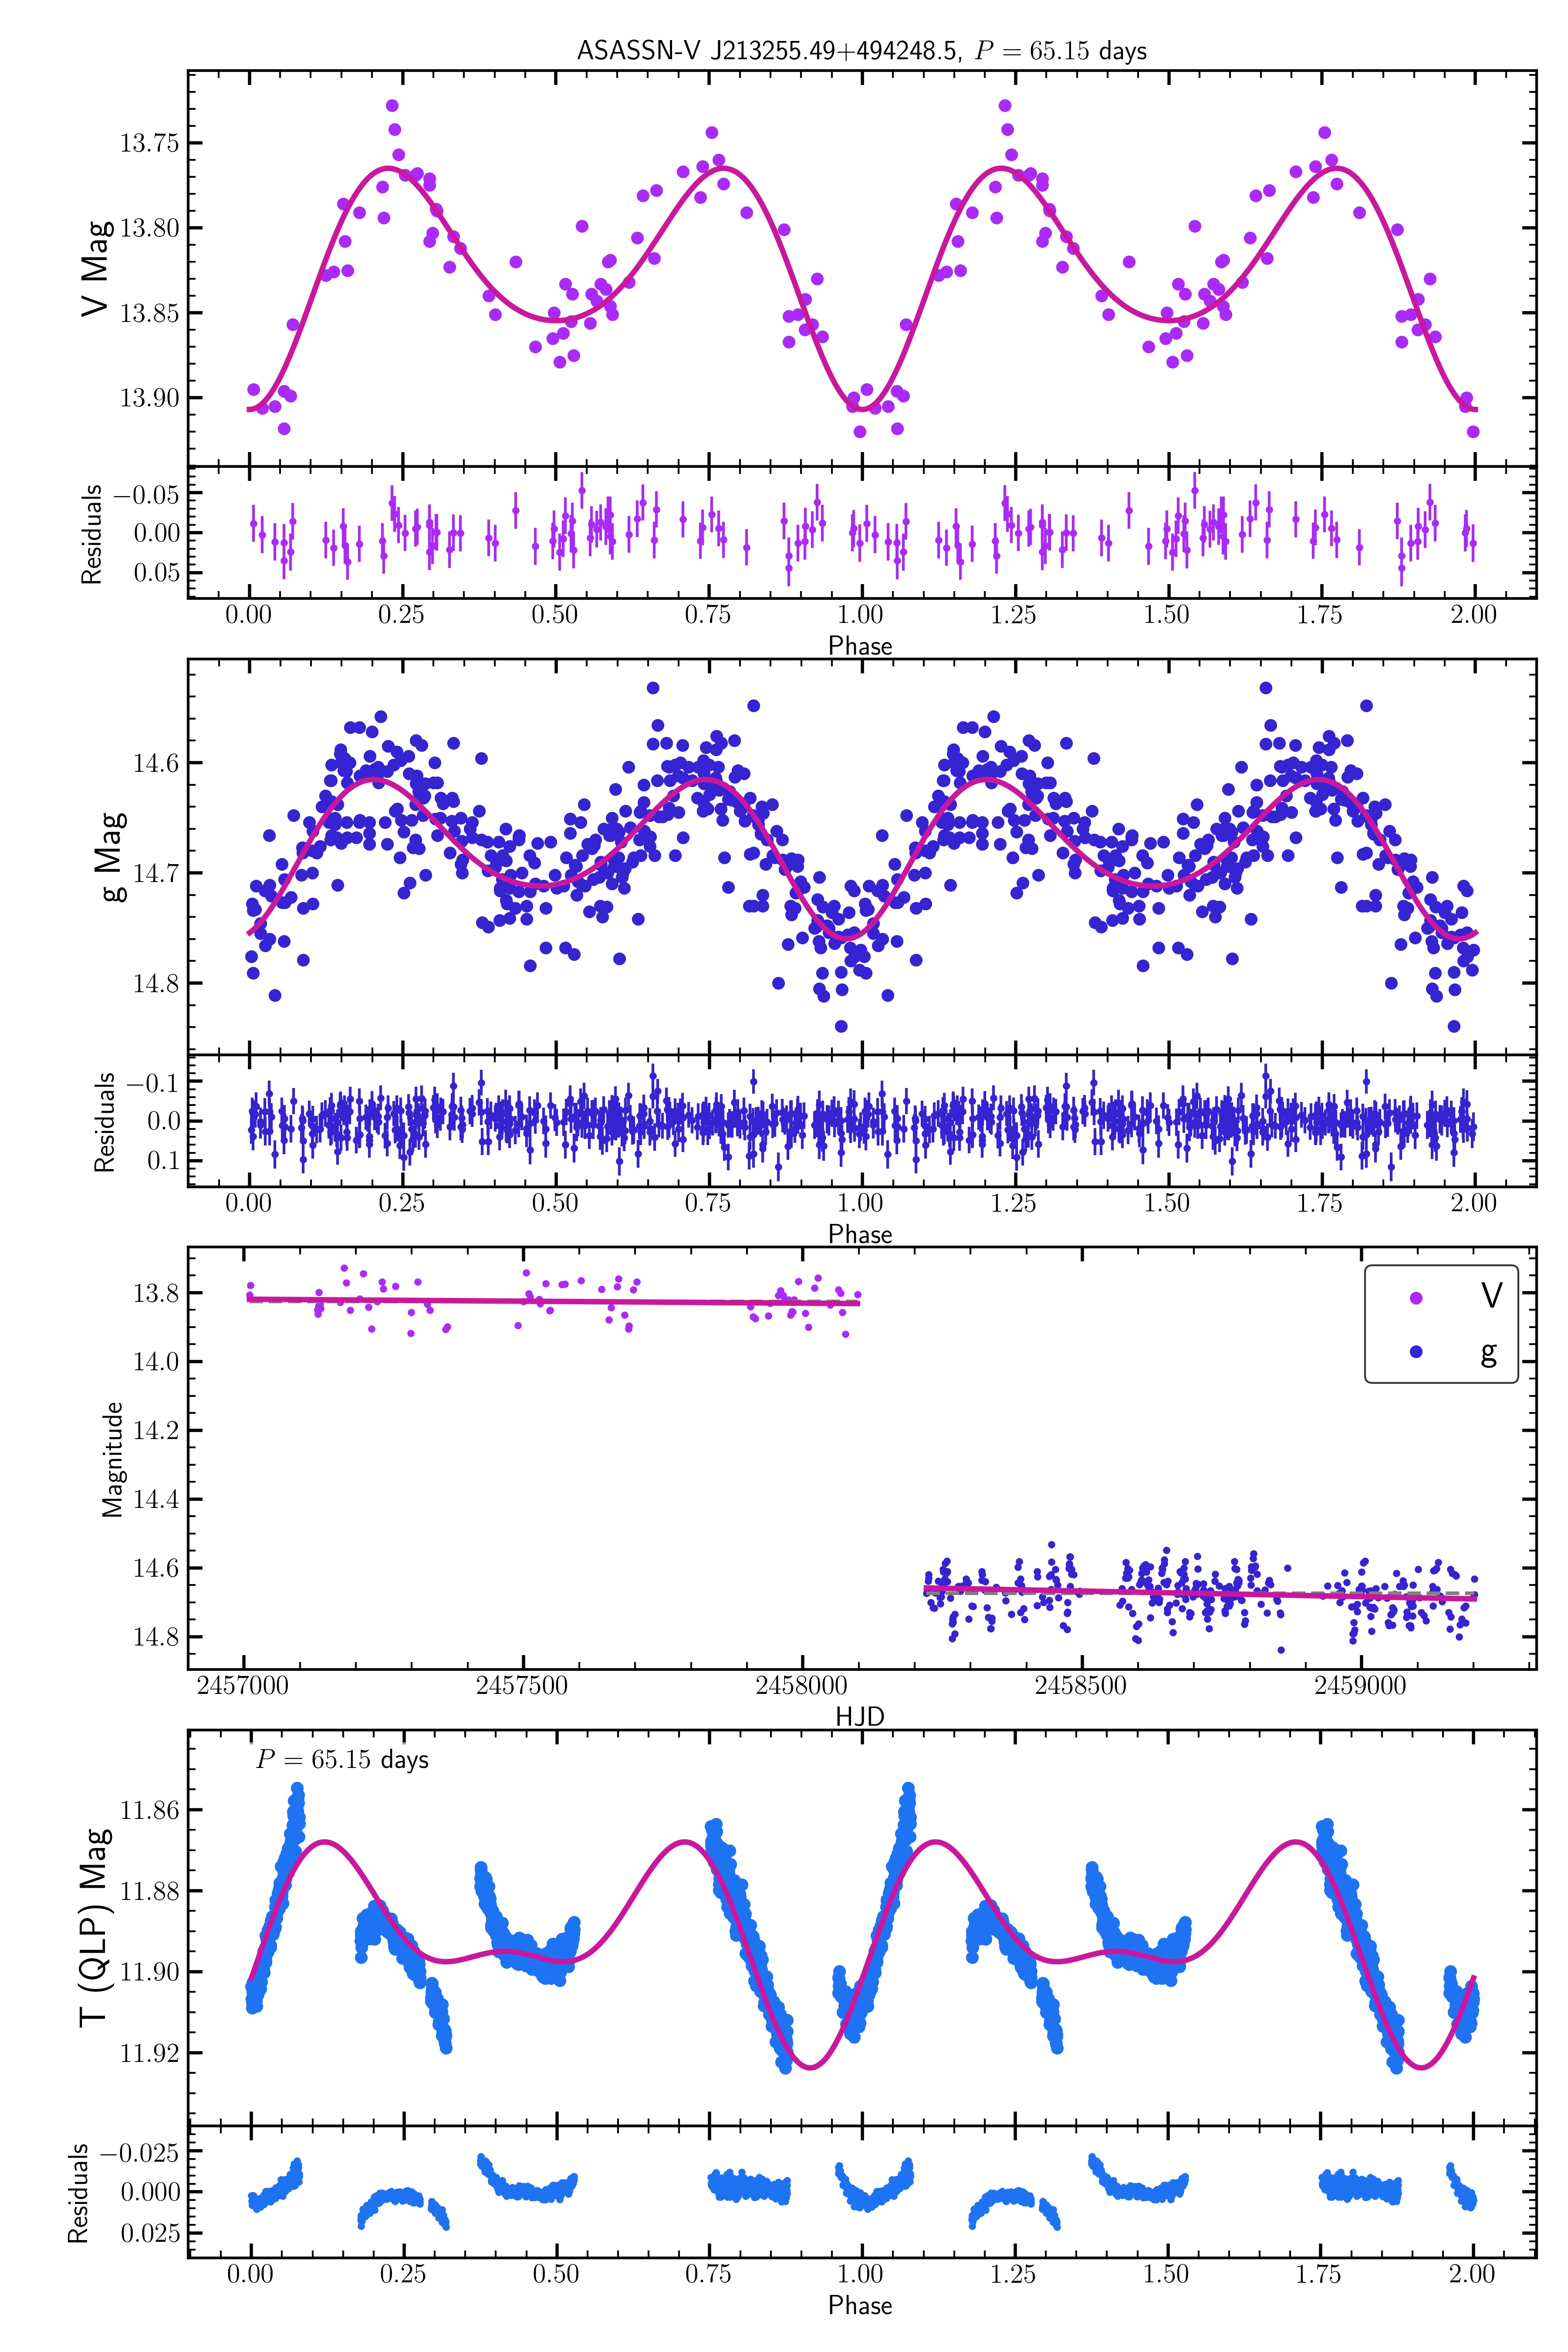 ASASSN-V J213255.49+494248.5, P = 65.15 days
V Mag
13.75
13.80
13.85
13.90
Residuals
−0.05
0.00
0.05
0.00 0.25 0.50 0.75 1.00 1.25 1.50 1.75 2.00
Phase
g Mag
14.6
14.7
14.8
Residuals
−0.1
0.0
0.1
0.00 0.25 0.50 0.75 1.00 1.25 1.50 1.75 2.00
Phase
Magnitude
13.8
14.0
14.2
14.4
14.6
14.8
V
g
2457000 2457500 2458000 2458500 2459000
HJD
P = 65.15 days
T (QLP) Mag
11.86
11.88
11.90
11.92
Residuals
−0.025
0.000
0.025
0.00 0.25 0.50 0.75 1.00 1.25 1.50 1.75 2.00
Phase